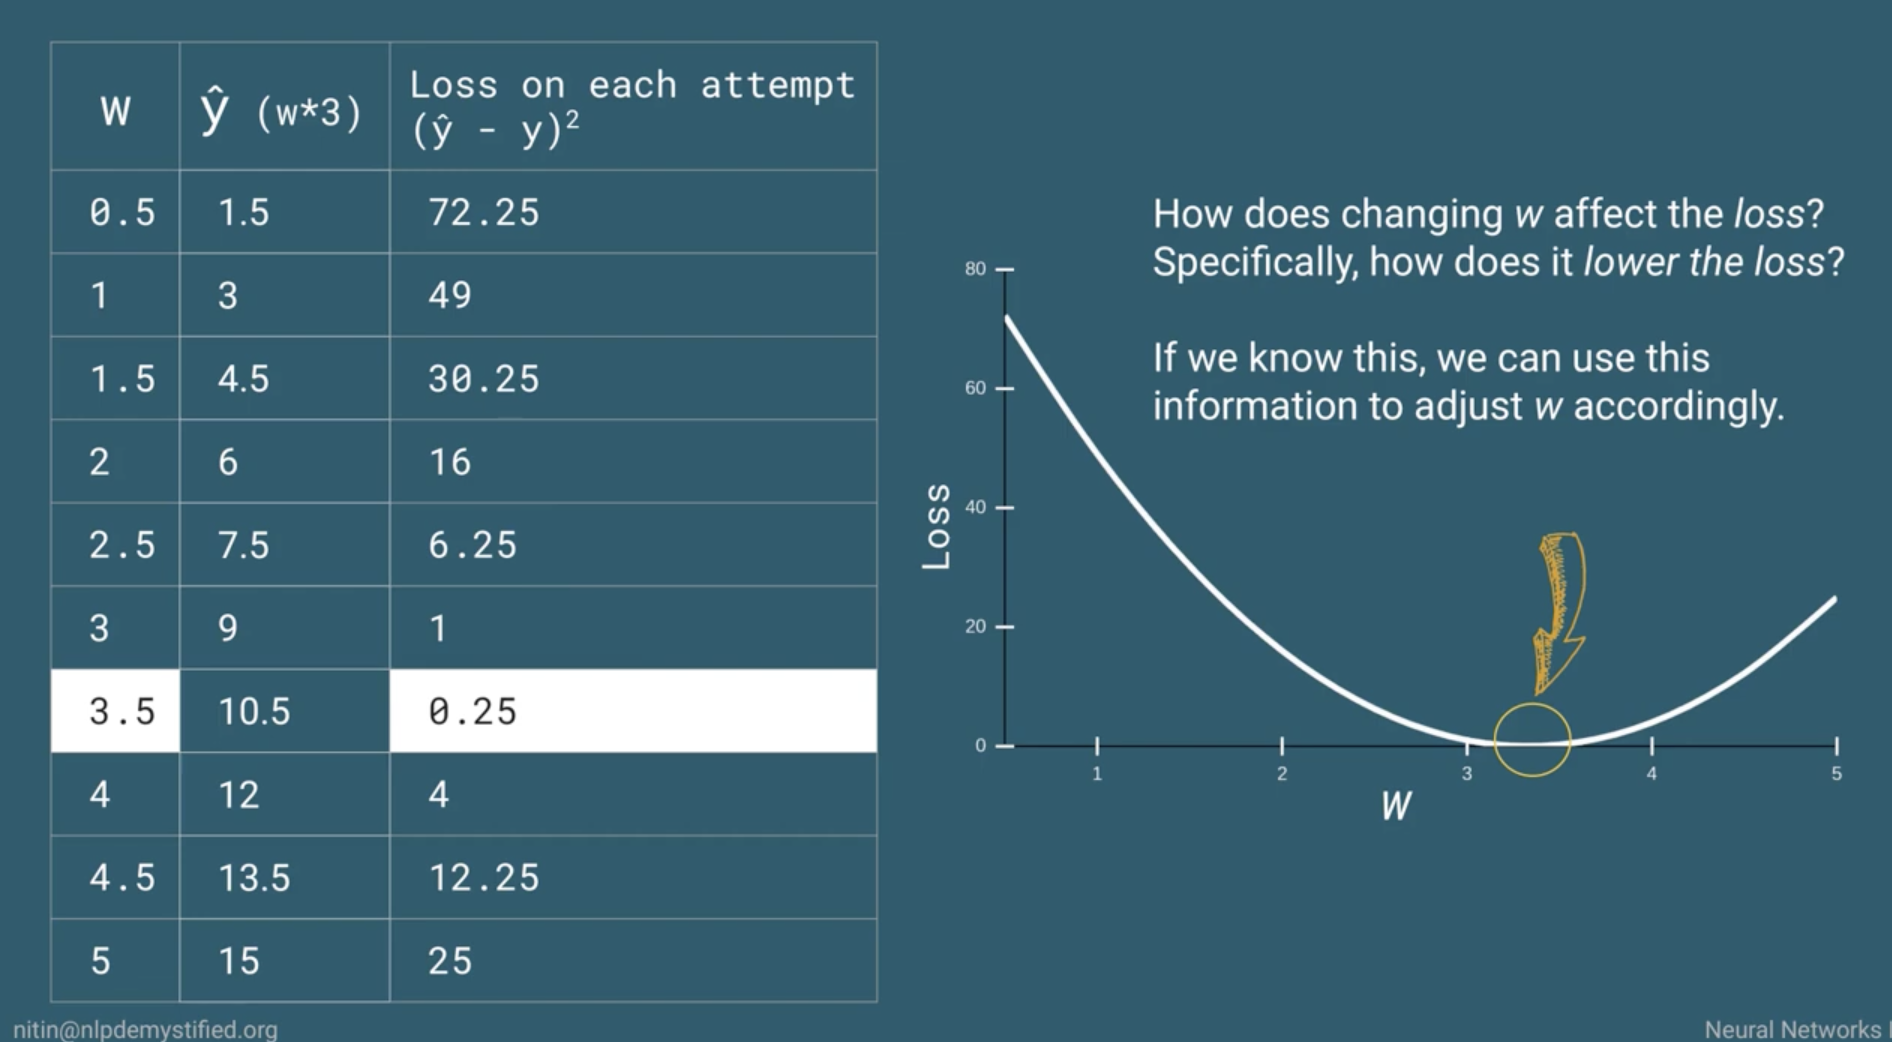 W ŷ (w*3) Loss on each attempt
(ŷ - y)²
0.5 1.5 72.25
1 3 49
1.5 4.5 30.25
2 6 16
2.5 7.5 6.25
3 9 1
3.5 10.5 0.25
4 12 4
4.5 13.5 12.25
5 15 25
How does changing w affect the loss?
Specifically, how does it lower the loss?
If we know this, we can use this
information to adjust w accordingly.
80
60
40
20
0
Loss
1 2 3 4 5
W
nitin@nlpdemystified.org
Neural Networks I